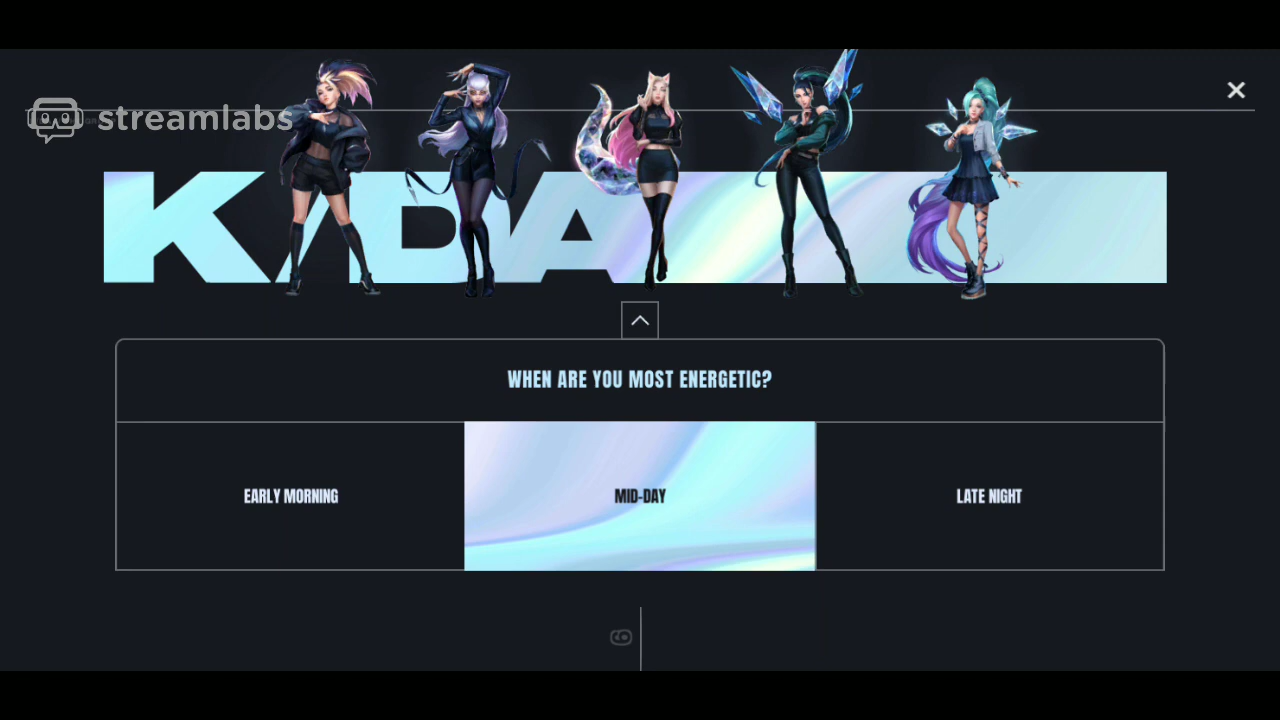 streamlabs
K/DA
WHEN ARE YOU MOST ENERGETIC?
EARLY MORNING
MID-DAY
LATE NIGHT